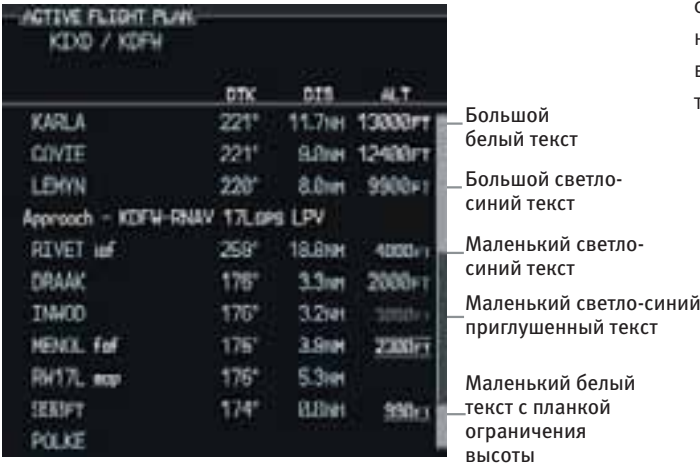 ACTIVE FLIGHT PLAN
KIXD / KDFW
DTK DIS ALT
KARLA 221° 11.7NM 13000FT
COVIE 221° 9.0NM 12400FT
LEMYN 220° 8.0NM 9900FT
Approach - KDFW-RNAV 17LGPS LPV
RIVET iaf 258° 18.8NM 4000FT
DRAAK 176° 3.3NM 2000FT
INWOD 176° 3.2NM
MENOL faf 176° 3.8NM 2300FT
RW17L map 176° 5.3NM
174° 990FT
POLKE
Большой
белый текст
Большой светло-
синий текст
Маленький светло-
синий текст
Маленький светло-синий
приглушенный текст
Маленький белый
текст с планкой
ограничения
высоты